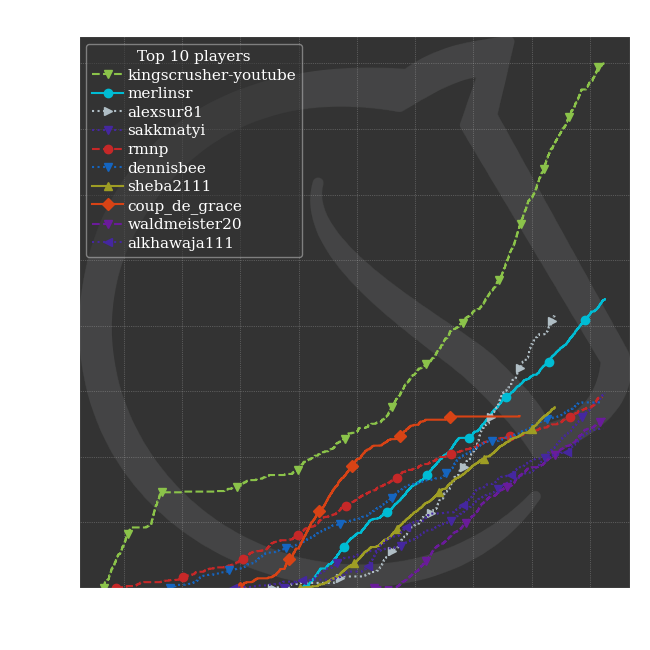 Top 10 players
kingscrusher-youtube
merlinsr
alexsur81
sakkmatyi
rmnp
dennisbee
sheba2111
coup_de_grace
waldmeister20
alkhawaja111